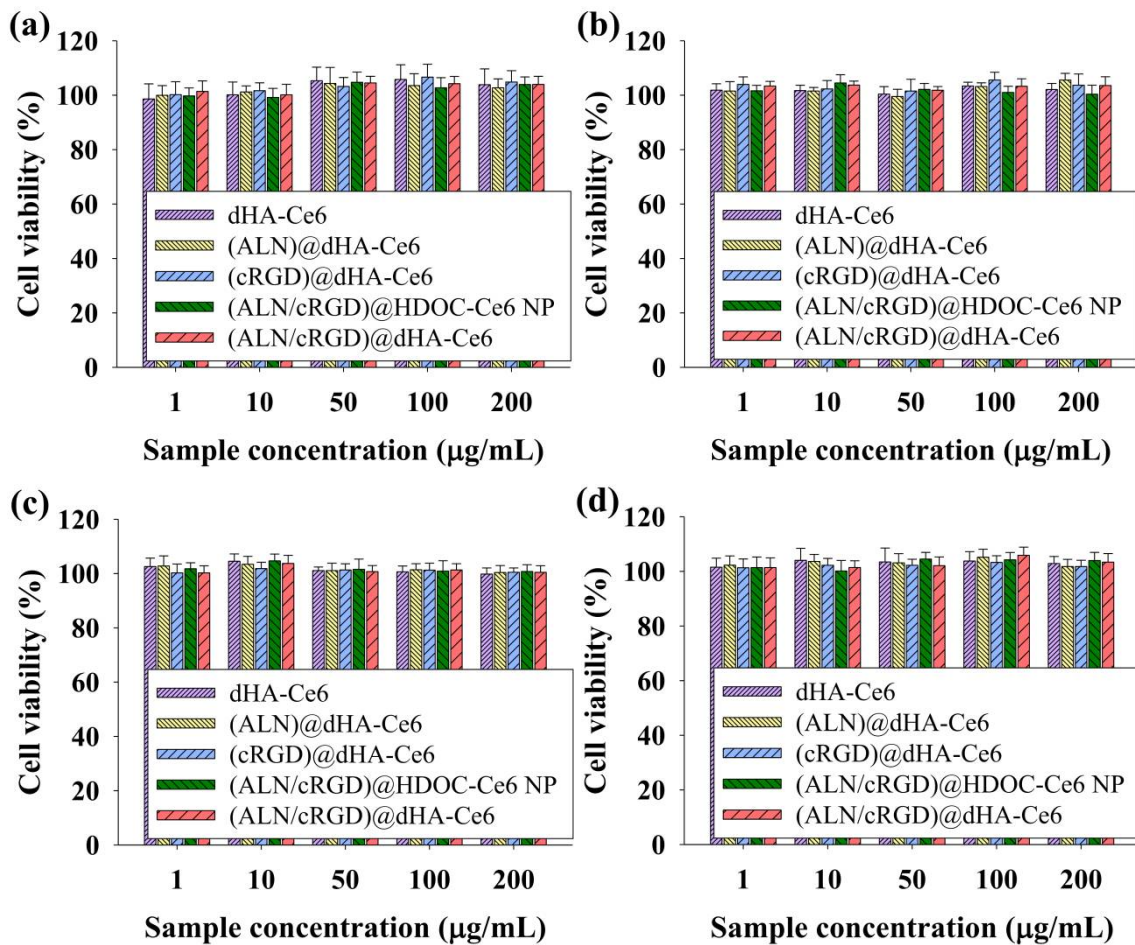 (a)
120
100
80
60
40
20
0
Cell viability (%)
dHA-Ce6
(ALN)@dHA-Ce6
(cRGD)@dHA-Ce6
(ALN/cRGD)@HDOC-Ce6 NP
(ALN/cRGD)@dHA-Ce6
1 10 50 100 200
Sample concentration (μg/mL)
(b)
120
100
80
60
40
20
0
Cell viability (%)
dHA-Ce6
(ALN)@dHA-Ce6
(cRGD)@dHA-Ce6
(ALN/cRGD)@HDOC-Ce6 NP
(ALN/cRGD)@dHA-Ce6
1 10 50 100 200
Sample concentration (μg/mL)
(c)
120
100
80
60
40
20
0
Cell viability (%)
dHA-Ce6
(ALN)@dHA-Ce6
(cRGD)@dHA-Ce6
(ALN/cRGD)@HDOC-Ce6 NP
(ALN/cRGD)@dHA-Ce6
1 10 50 100 200
Sample concentration (μg/mL)
(d)
120
100
80
60
40
20
0
Cell viability (%)
dHA-Ce6
(ALN)@dHA-Ce6
(cRGD)@dHA-Ce6
(ALN/cRGD)@HDOC-Ce6 NP
(ALN/cRGD)@dHA-Ce6
1 10 50 100 200
Sample concentration (μg/mL)